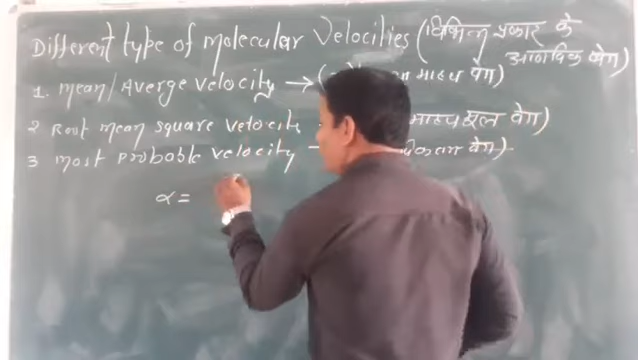 Different type of molecular Velocities (विभिन्न प्रकार के
आणविक वेग)
1. mean/Averge velocity → ( माध्य वेग)
2 Root mean square velocity माध्य मूल वेग)
3 most probable velocity - वेग)
α =